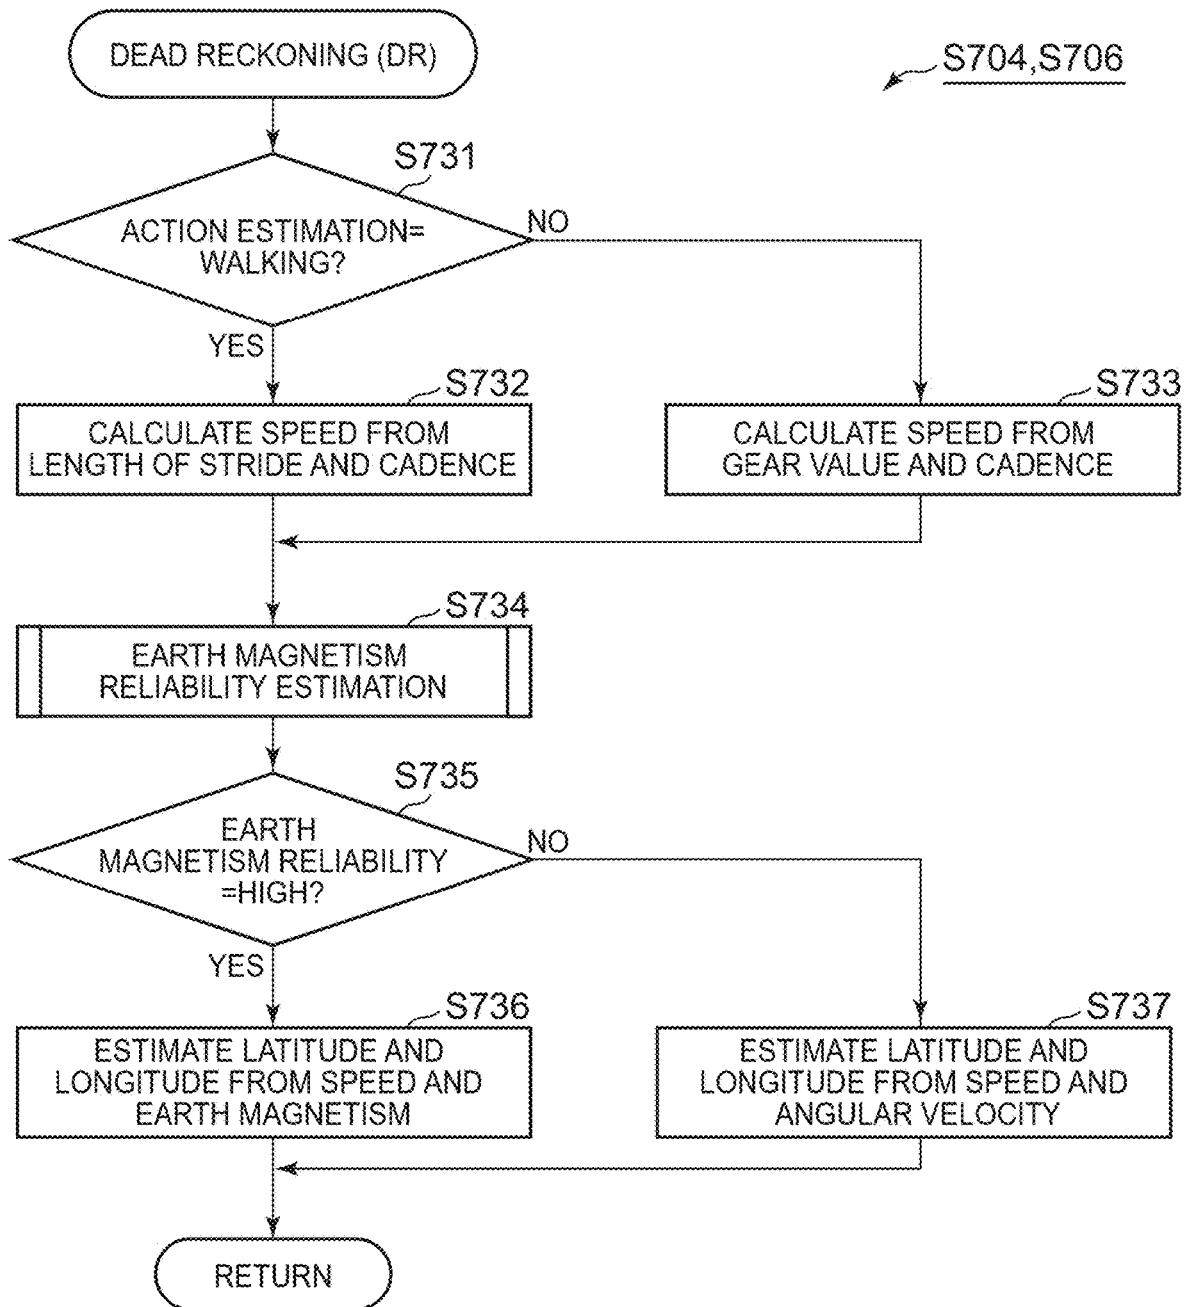 DEAD RECKONING (DR)
S704,S706
S731
ACTION ESTIMATION=
WALKING?
NO
YES
S732
CALCULATE SPEED FROM
LENGTH OF STRIDE AND CADENCE
S733
CALCULATE SPEED FROM
GEAR VALUE AND CADENCE
S734
EARTH MAGNETISM
RELIABILITY ESTIMATION
S735
EARTH
MAGNETISM RELIABILITY
=HIGH?
NO
YES
S736
ESTIMATE LATITUDE AND
LONGITUDE FROM SPEED AND
EARTH MAGNETISM
S737
ESTIMATE LATITUDE AND
LONGITUDE FROM SPEED AND
ANGULAR VELOCITY
RETURN